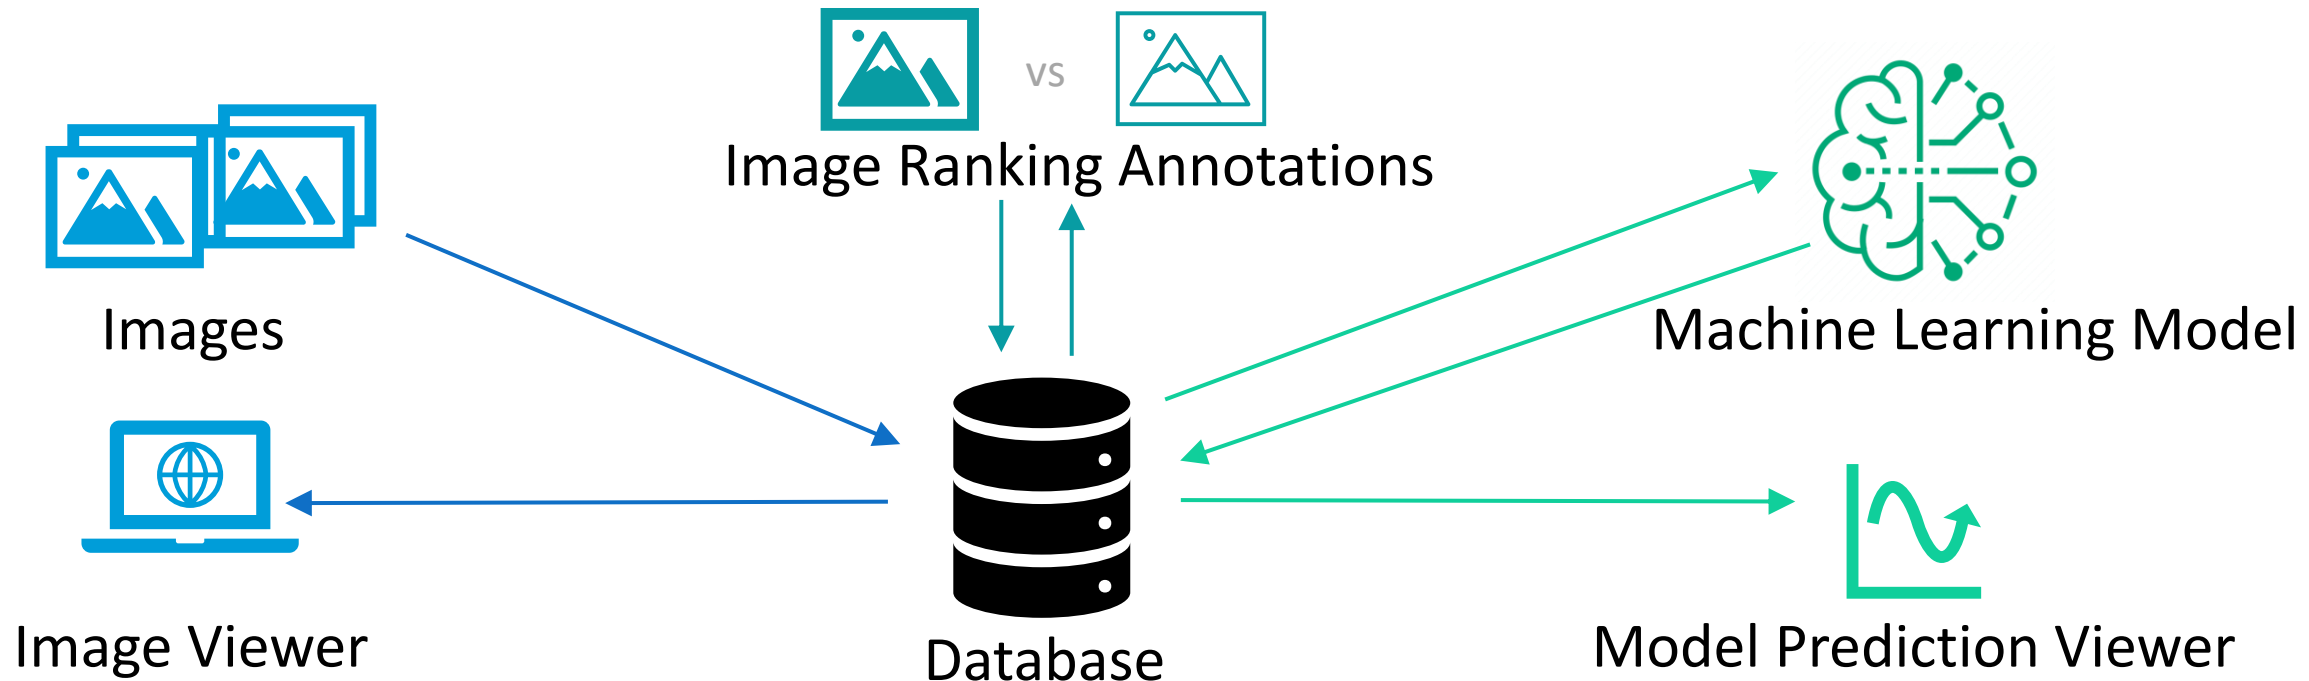 vs
Image Ranking Annotations
Images
Machine Learning Model
Image Viewer
Database
Model Prediction Viewer